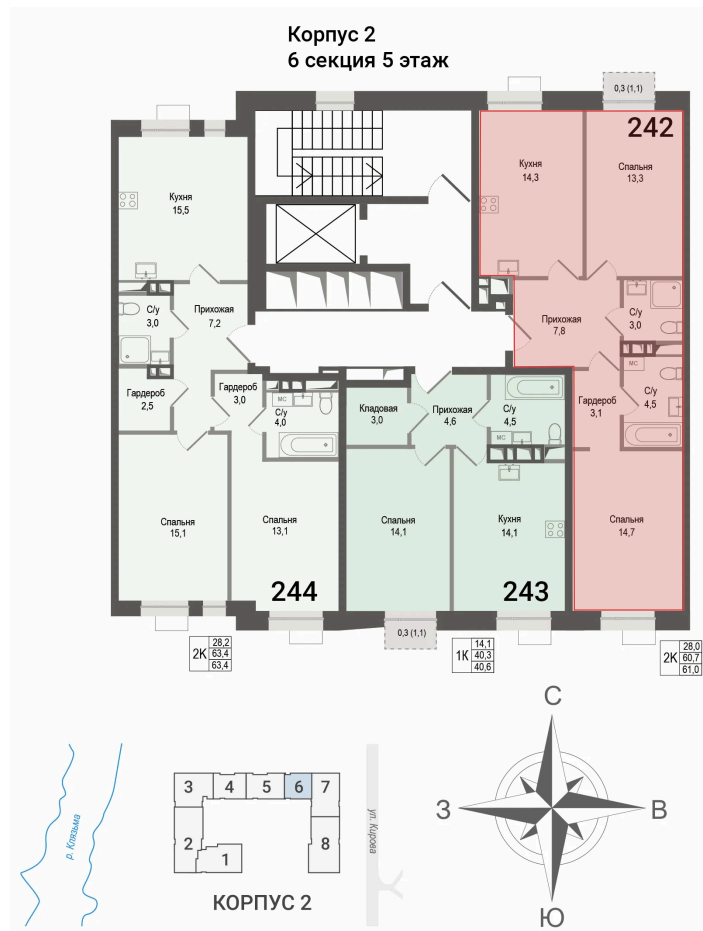 Корпус 2
6 секция 5 этаж
0,3 (1,1)
242
Кухня
14,3
Спальня
13,3
Кухня
15,5
Прихожая
7,2
С/у
3,0
Прихожая
7,8
С/у
3,0
Гардероб
2,5
Гардероб
3,0
МС
С/у
4,0
Кладовая
3,0
Прихожая
4,6
С/у
4,5
МС
Гардероб
3,1
МС
С/у
4,5
Спальня
15,1
Спальня
13,1
Спальня
14,1
Кухня
14,1
Спальня
14,7
244
243
0,3 (1,1)
2К
28,2
63,4
63,4
1К
14,1
40,3
40,6
2К
28,0
60,7
61,0
С
З
В
Ю
р. Клязьма
3
4
5
6
7
2
1
8
ул. Кирова
КОРПУС 2